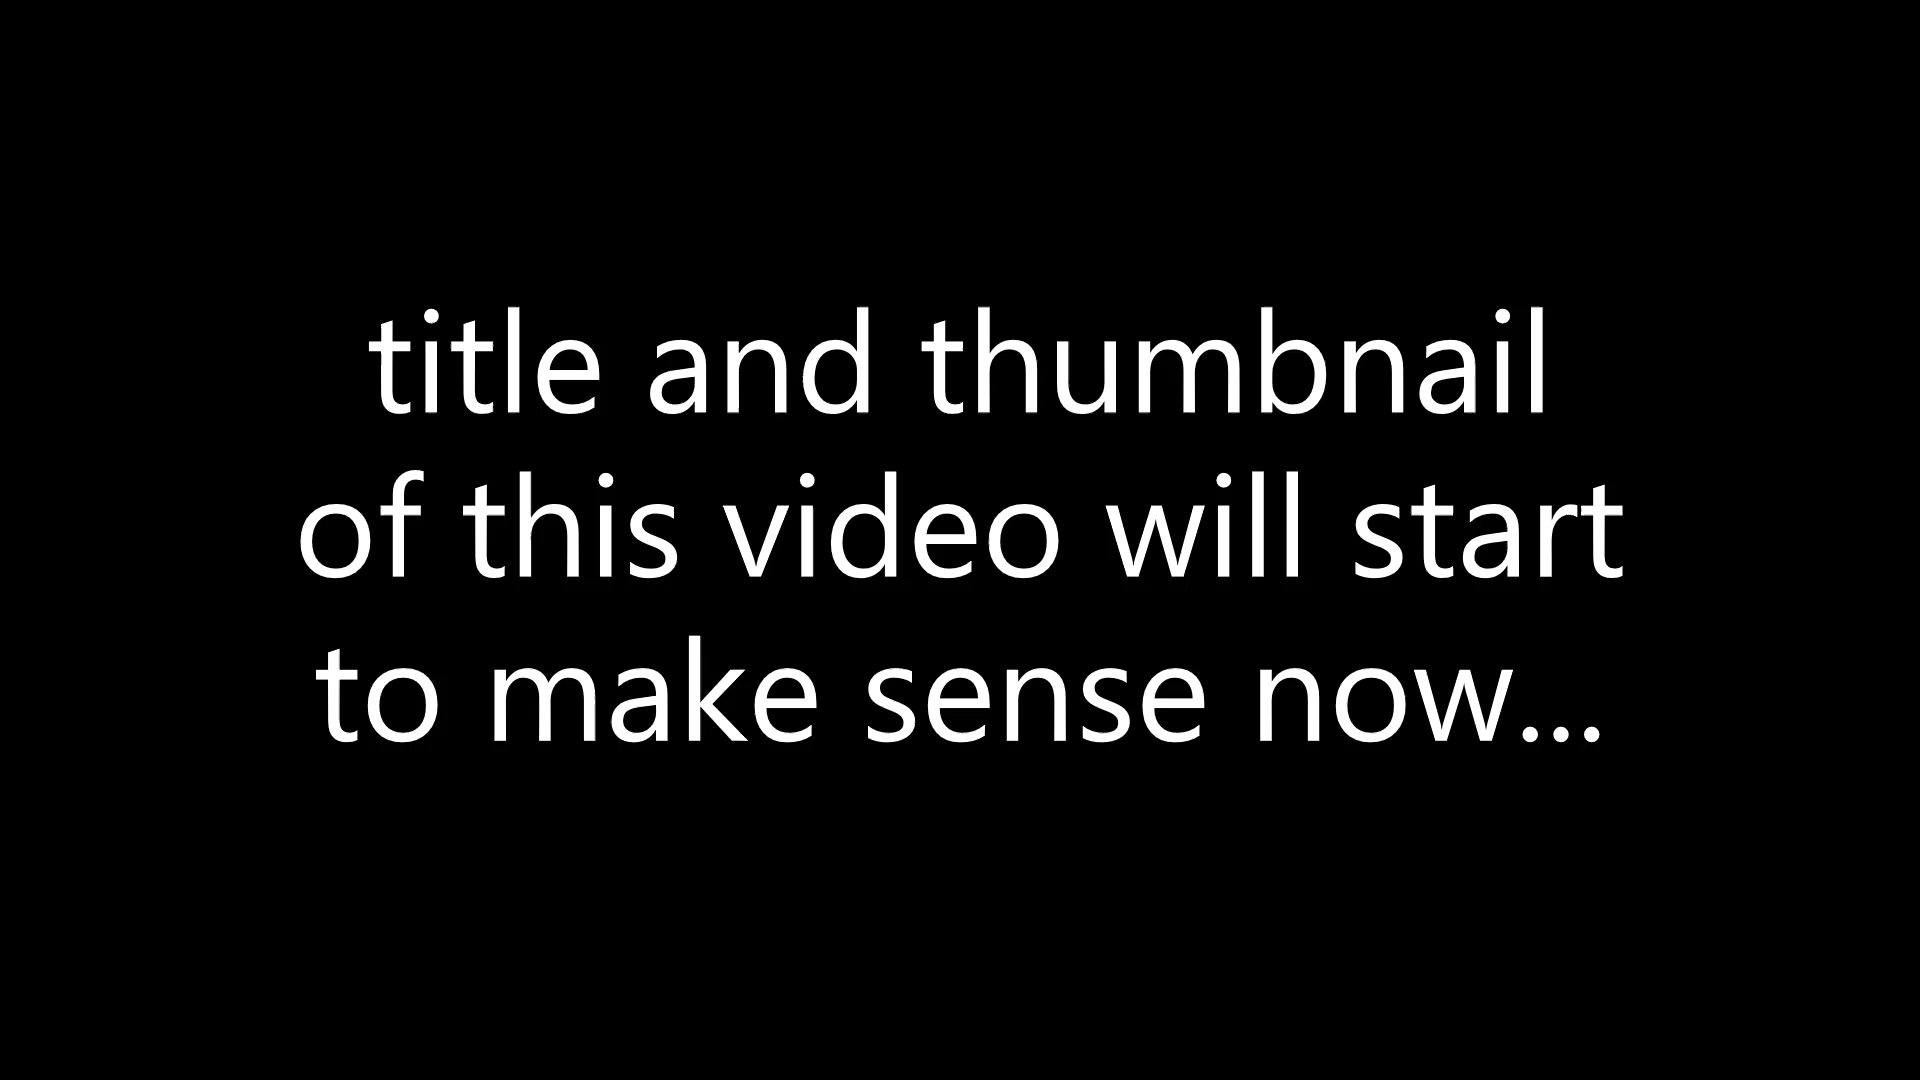 title and thumbnail
of this video will start
to make sense now...